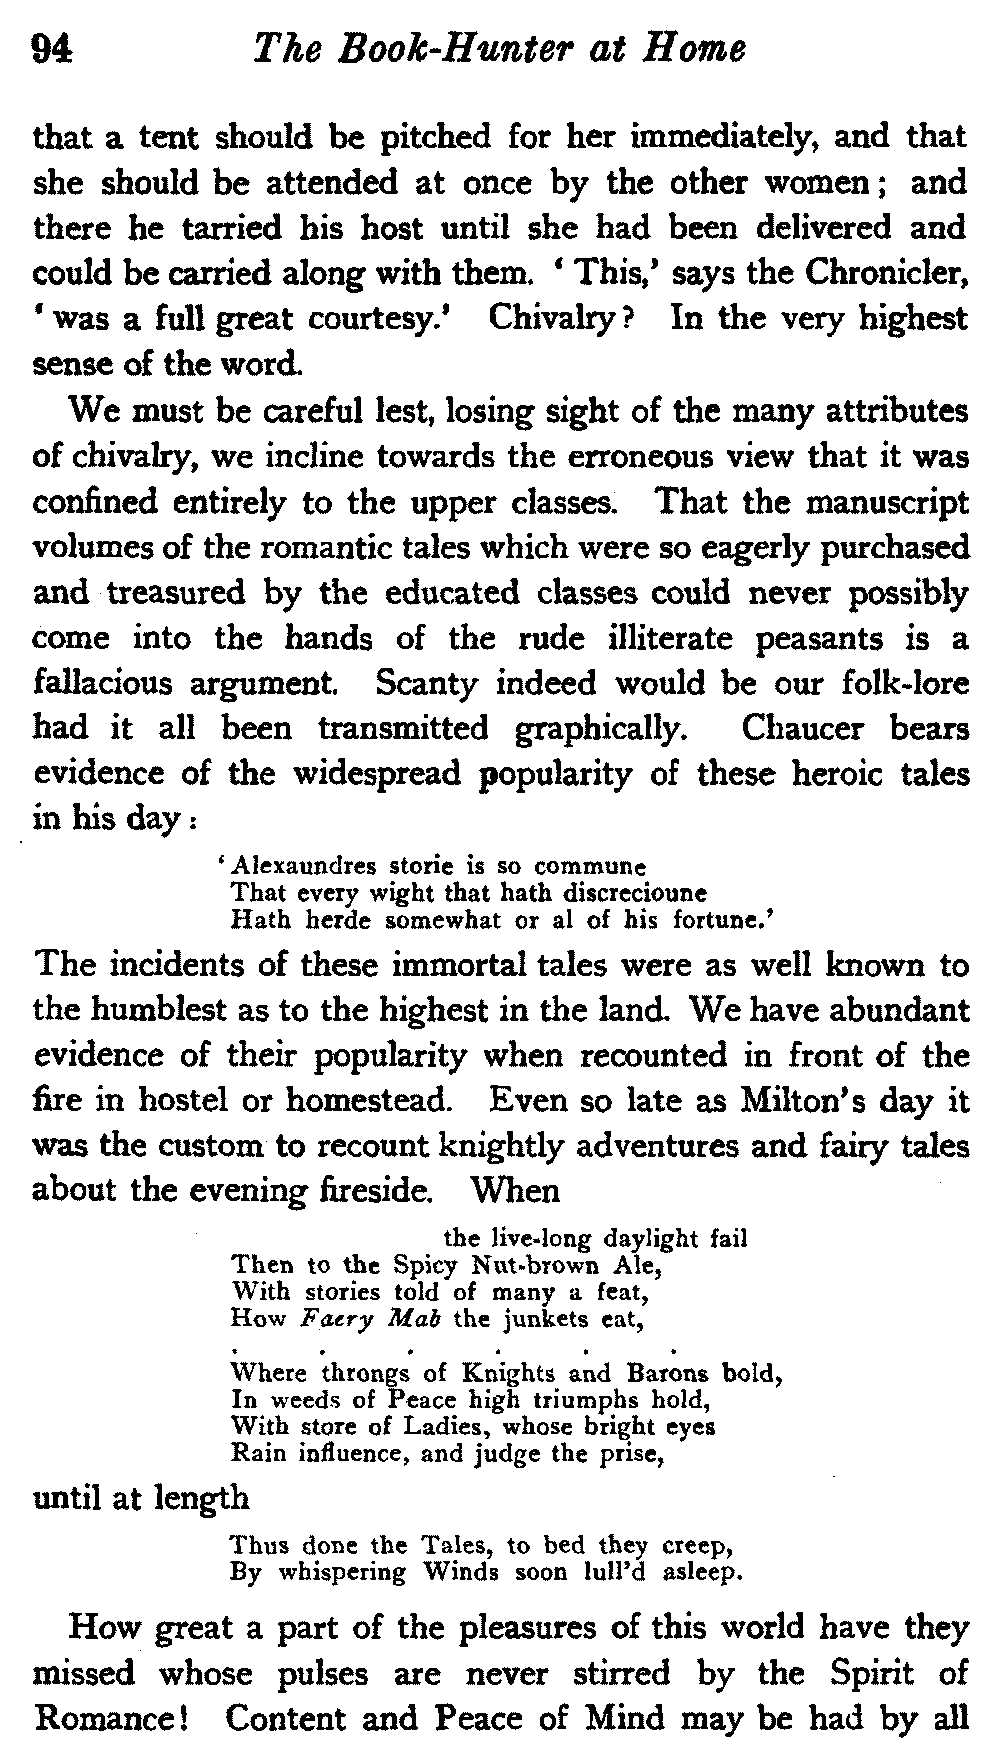 94 The Book-Hunter at Home
that a tent should be pitched for her immediately, and that
she should be attended at once by the other women; and
there he tarried his host until she had been delivered and
could be carried along with them. ‘This,’ says the Chronicler,
‘was a full great courtesy.’ Chivalry? In the very highest
sense of the word.
We must be careful lest, losing sight of the many attributes
of chivalry, we incline towards the erroneous view that it was
confined entirely to the upper classes. That the manuscript
volumes of the romantic tales which were so eagerly purchased
and treasured by the educated classes could never possibly
come into the hands of the rude illiterate peasants is a
fallacious argument. Scanty indeed would be our folk-lore
had it all been transmitted graphically. Chaucer bears
evidence of the widespread popularity of these heroic tales
in his day:
‘Alexaundres storie is so commune
That every wight that hath discrecioune
Hath herde somewhat or al of his fortune.’
The incidents of these immortal tales were as well known to
the humblest as to the highest in the land. We have abundant
evidence of their popularity when recounted in front of the
fire in hostel or homestead. Even so late as Milton’s day it
was the custom to recount knightly adventures and fairy tales
about the evening fireside. When
the live-long daylight fail
Then to the Spicy Nut-brown Ale,
With stories told of many a feat,
How Faery Mab the junkets eat,
. . . . . .
Where throngs of Knights and Barons bold,
In weeds of Peace high triumphs hold,
With store of Ladies, whose bright eyes
Rain influence, and judge the prise,
until at length
Thus done the Tales, to bed they creep,
By whispering Winds soon lull’d asleep.
How great a part of the pleasures of this world have they
missed whose pulses are never stirred by the Spirit of
Romance! Content and Peace of Mind may be had by all